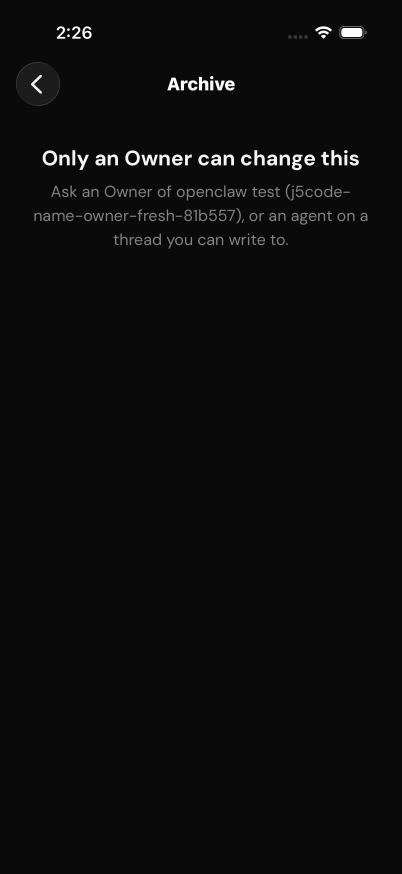 2:26
Archive
Only an Owner can change this
Ask an Owner of openclaw test (j5code-
name-owner-fresh-81b557), or an agent on a
thread you can write to.